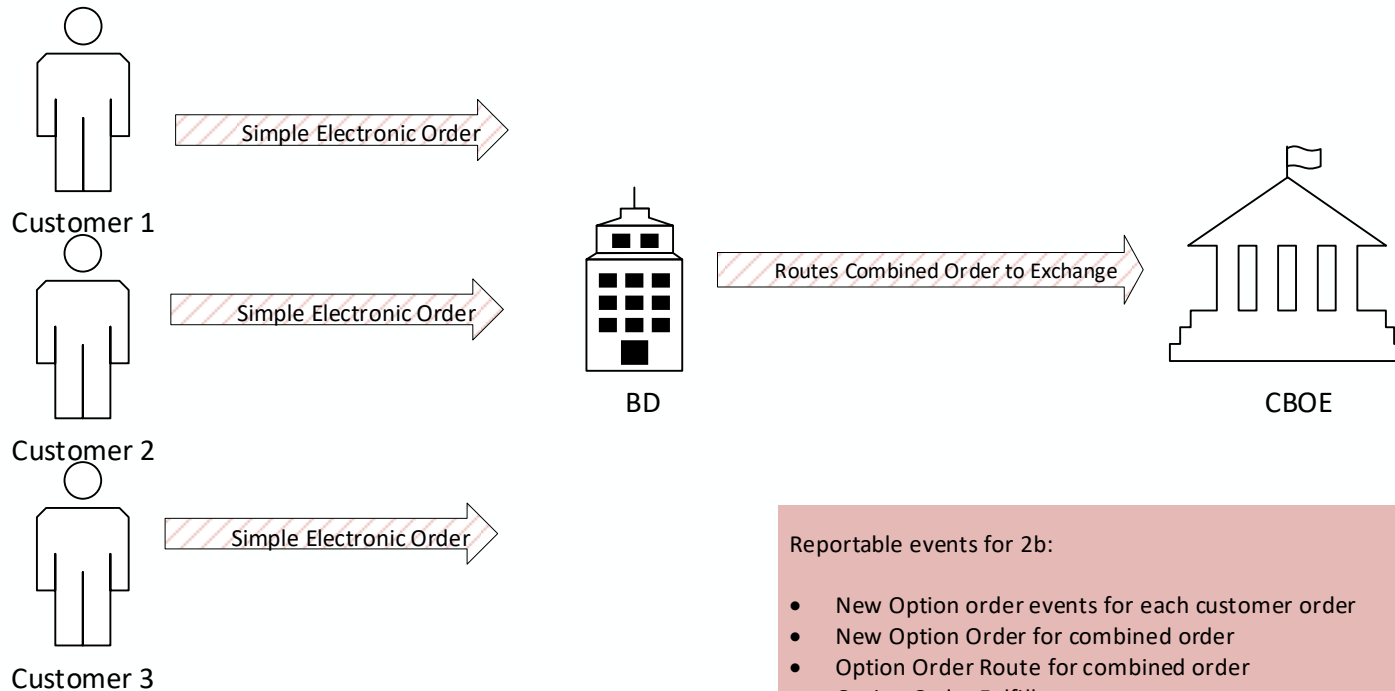 Simple Electronic Order
Customer 1
Simple Electronic Order
Routes Combined Order to Exchange
BD
CBOE
Customer 2
Simple Electronic Order
Customer 3
Reportable events for 2b:
• New Option order events for each customer order
• New Option Order for combined order
• Option Order Route for combined order